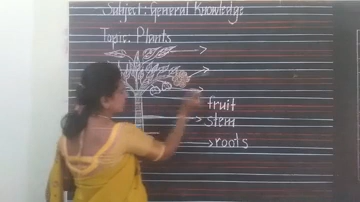 Subject: General Knowledge
Topic: Plants
fruit
stem
roots